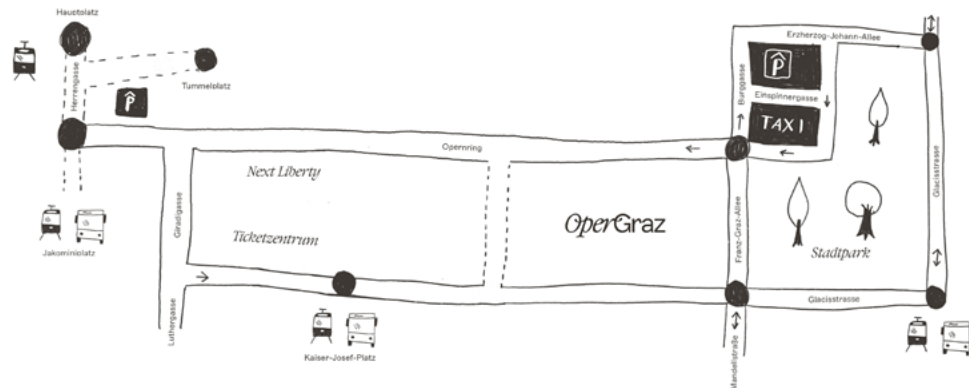 Hauptplatz
Erzherzog-Johann-Allee
Herrengasse
Tummelplatz
P
Burggasse
P
Einspinnergasse
TAXI
Opernring
Next Liberty
Giradigasse
OperGraz
Franz-Graz-Allee
Glacisstrasse
Jakominiplatz
Ticketzentrum
Stadtpark
Glacisstrasse
Luthergasse
Kaiser-Josef-Platz
Mandellstraße